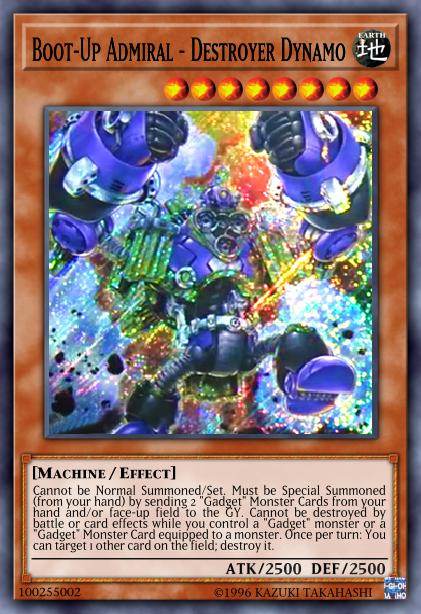 Boot-Up Admiral - Destroyer Dynamo
EARTH
地
[Machine / Effect]
Cannot be Normal Summoned/Set. Must be Special Summoned
(from your hand) by sending 2 "Gadget" Monster Cards from your
hand and/or face-up field to the GY. Cannot be destroyed by
battle or card effects while you control a "Gadget" monster or a
"Gadget" Monster Card equipped to a monster. Once per turn: You
can target 1 other card on the field; destroy it.
ATK/2500 DEF/2500
100255002
©1996 KAZUKI TAKAHASHI